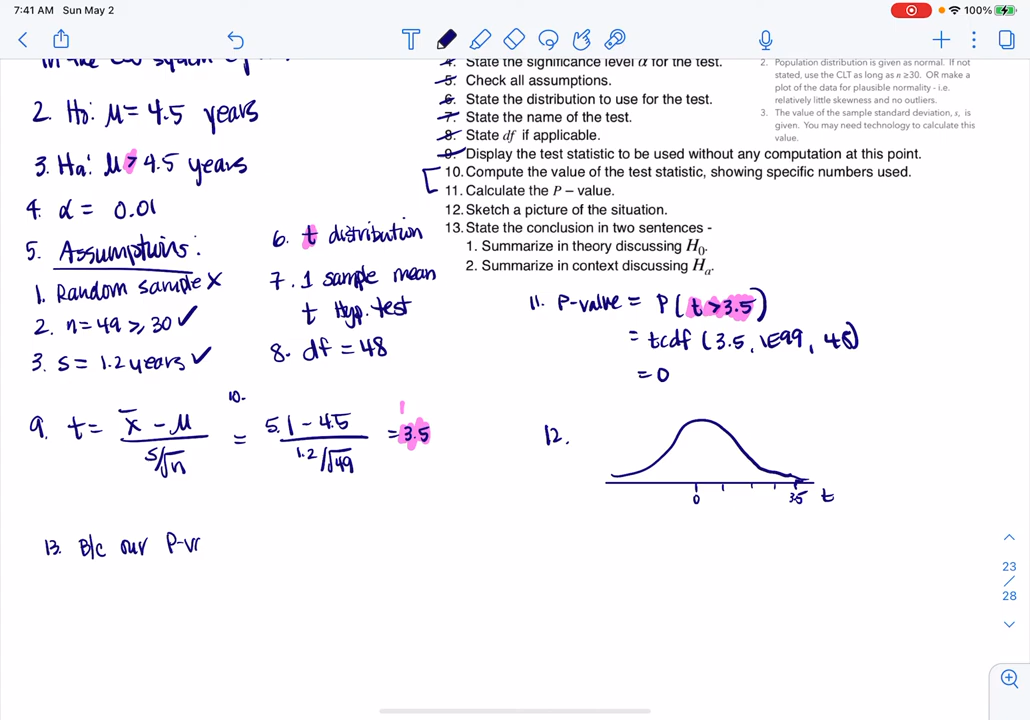 7:41 AM Sun May 2
100%
T
2. H₀: μ = 4.5 years
3. Ha: μ > 4.5 years
4. α = 0.01
5. Assumptions:
1. Random sample X
2. n = 49 ≥ 30 ✓
3. s = 1.2 years ✓
6. t distribution
7. 1 sample mean
t Hyp. test
8. df = 48
9. t = x̄ - μ / s/√n
10. = 5.1 - 4.5 / 1.2/√49 = 3.5
13. B/c our P-v
4. State the significance level α for the test.
5. Check all assumptions.
6. State the distribution to use for the test.
7. State the name of the test.
8. State df if applicable.
9. Display the test statistic to be used without any computation at this point.
10. Compute the value of the test statistic, showing specific numbers used.
11. Calculate the P – value.
12. Sketch a picture of the situation.
13. State the conclusion in two sentences -
1. Summarize in theory discussing H₀.
2. Summarize in context discussing Hₐ.
2. Population distribution is given as normal. If not
stated, use the CLT as long as n ≥30. OR make a
plot of the data for plausible normality - i.e.
relatively little skewness and no outliers.
3. The value of the sample standard deviation, s, is
given. You may need technology to calculate this
value.
11. P-value = P(t > 3.5)
= tcdf (3.5, 1E99, 48)
= 0
12.
0
3.5
t
23
28